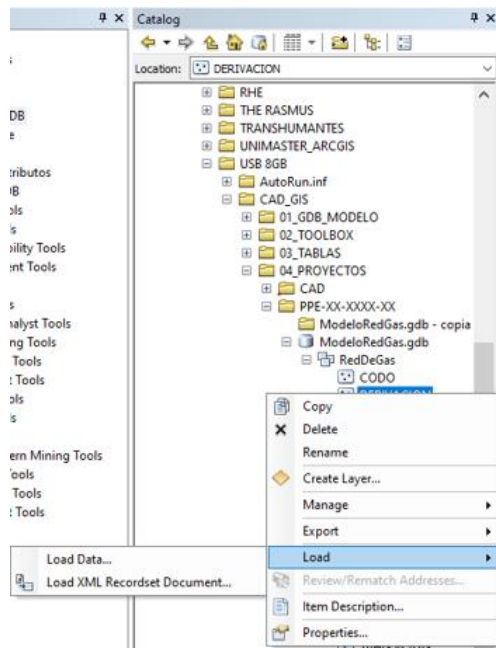 Catalog
Location: DERIVACION
RHE
THE RASMUS
TRANSHUMANTES
UNIMASTER_ARCGIS
USB 8GB
AutoRun.inf
CAD_GIS
01_GDB_MODELO
02_TOOLBOX
03_TABLAS
04_PROYECTOS
CAD
PPE-XX-XXXX-XX
ModeloRedGas.gdb - copia
ModeloRedGas.gdb
RedDeGas
CODO
DERIVACION
Copy
Delete
Rename
Create Layer...
Manage
Export
Load
Review/Rematch Addresses...
Item Description...
Properties...
Load Data...
Load XML Recordset Document...
DB
tributos
bility Tools
ent Tools
nalyst Tools
ng Tools
Tools
Tools
ern Mining Tools
Tools
Tools